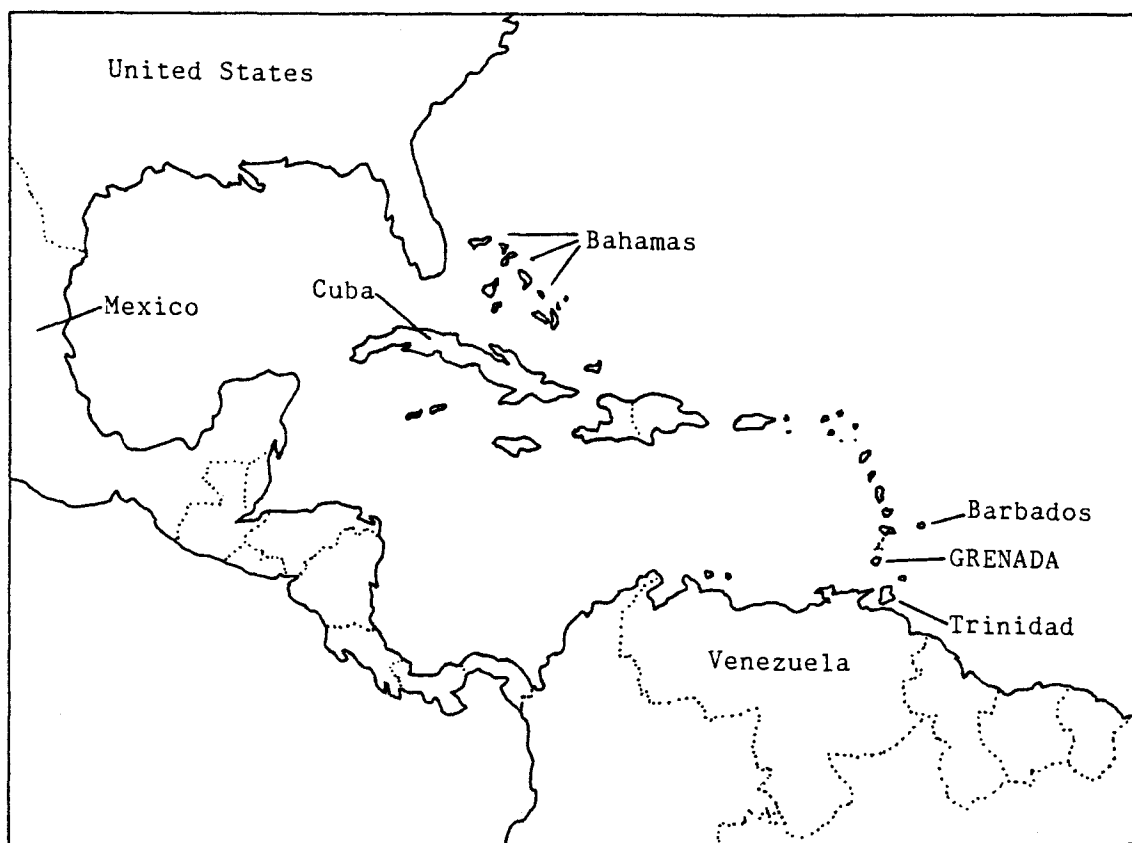 United States
Bahamas
Cuba
Mexico
Barbados
GRENADA
Trinidad
Venezuela